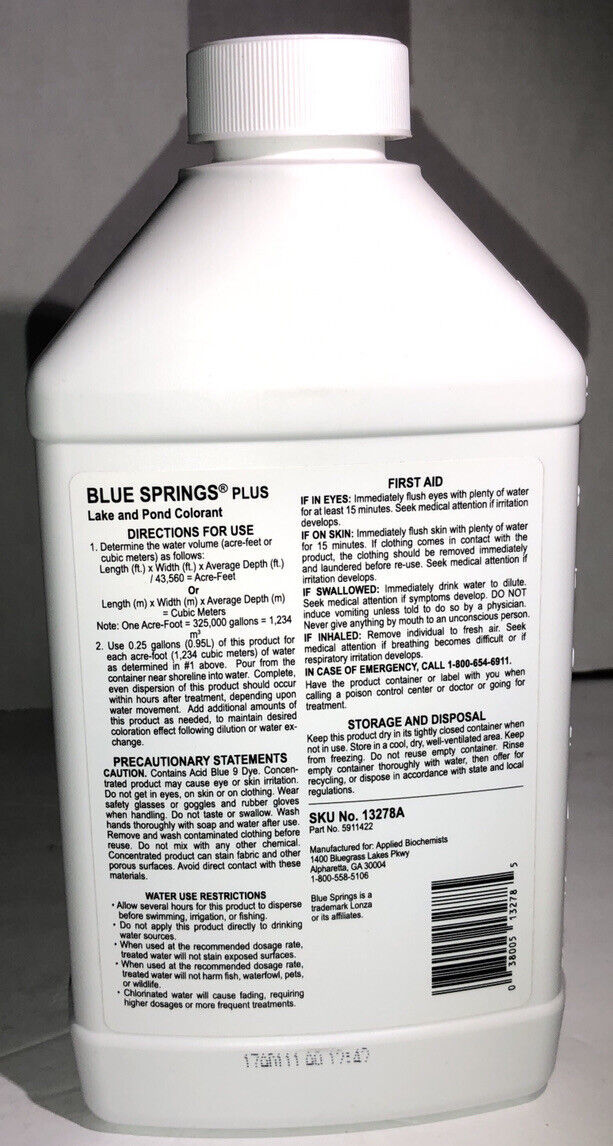 BLUE SPRINGS® PLUS
Lake and Pond Colorant
DIRECTIONS FOR USE
1. Determine the water volume (acre-feet or
cubic meters) as follows:
Length (ft.) x Width (ft.) x Average Depth (ft.)
/ 43,560 = Acre-Feet
Or
Length (m) x Width (m) x Average Depth (m)
= Cubic Meters
Note: One Acre-Foot = 325,000 gallons = 1,234
m³
2. Use 0.25 gallons (0.95L) of this product for
each acre-foot (1,234 cubic meters) of water
as determined in #1 above. Pour from the
container near shoreline into water. Complete,
even dispersion of this product should occur
within hours after treatment, depending upon
water movement. Add additional amounts of
this product as needed, to maintain desired
coloration effect following dilution or water ex-
change.
PRECAUTIONARY STATEMENTS
CAUTION. Contains Acid Blue 9 Dye. Concen-
trated product may cause eye or skin irritation.
Do not get in eyes, on skin or on clothing. Wear
safety glasses or goggles and rubber gloves
when handling. Do not taste or swallow. Wash
hands thoroughly with soap and water after use.
Remove and wash contaminated clothing before
reuse. Do not mix with any other chemical.
Concentrated product can stain fabric and other
porous surfaces. Avoid direct contact with these
materials.
WATER USE RESTRICTIONS
• Allow several hours for this product to disperse
before swimming, irrigation, or fishing.
• Do not apply this product directly to drinking
water sources.
• When used at the recommended dosage rate,
treated water will not stain exposed surfaces.
• When used at the recommended dosage rate,
treated water will not harm fish, waterfowl, pets,
or wildlife.
• Chlorinated water will cause fading, requiring
higher dosages or more frequent treatments.
FIRST AID
IF IN EYES: Immediately flush eyes with plenty of water
for at least 15 minutes. Seek medical attention if irritation
develops.
IF ON SKIN: Immediately flush skin with plenty of water
for 15 minutes. If clothing comes in contact with the
product, the clothing should be removed immediately
and laundered before re-use. Seek medical attention if
irritation develops.
IF SWALLOWED: Immediately drink water to dilute.
Seek medical attention if symptoms develop. DO NOT
induce vomiting unless told to do so by a physician.
Never give anything by mouth to an unconscious person.
IF INHALED: Remove individual to fresh air. Seek
medical attention if breathing becomes difficult or if
respiratory irritation develops.
IN CASE OF EMERGENCY, CALL 1-800-654-6911.
Have the product container or label with you when
calling a poison control center or doctor or going for
treatment.
STORAGE AND DISPOSAL
Keep this product dry in its tightly closed container when
not in use. Store in a cool, dry, well-ventilated area. Keep
from freezing. Do not reuse empty container. Rinse
empty container thoroughly with water, then offer for
recycling, or dispose in accordance with state and local
regulations.
SKU No. 13278A
Part No. 5911422
Manufactured for: Applied Biochemists
1400 Bluegrass Lakes Pkwy
Alpharetta, GA 30004
1-800-558-5106
Blue Springs is a
trademark Lonza
or its affiliates.
0 38005 13278 5